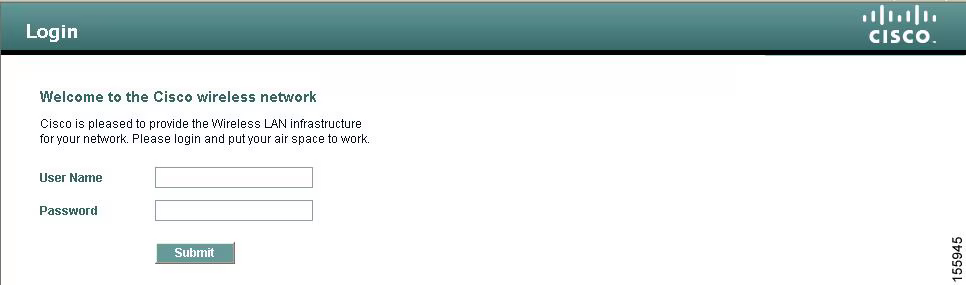 Login
CISCO.
Welcome to the Cisco wireless network
Cisco is pleased to provide the Wireless LAN infrastructure
for your network. Please login and put your air space to work.
User Name
Password
Submit
155945